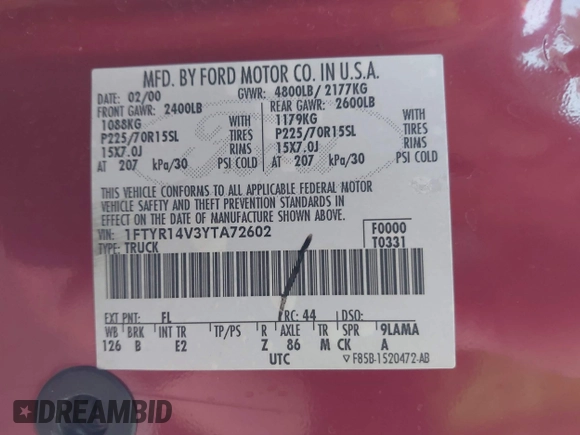 MFD. BY FORD MOTOR CO. IN U.S.A.
DATE: 02/00 GVWR: 4800LB/ 2177KG
FRONT GAWR: 2400LB REAR GAWR: 2600LB
1088KG WITH 1179KG WITH
P225/70R15SL TIRES P225/70R15SL TIRES
15X7.0J RIMS 15X7.0J RIMS
AT 207 kPa/30 PSI COLD AT 207 kPa/30 PSI COLD
THIS VEHICLE CONFORMS TO ALL APPLICABLE FEDERAL MOTOR
VEHICLE SAFETY AND THEFT PREVENTION STANDARDS IN
EFFECT ON THE DATE OF MANUFACTURE SHOWN ABOVE.
VIN: 1FTYR14V3YTA72602 F0000
TYPE: TRUCK T0331
EXT PNT: FL RC: 44 DSO:
WB BRK INT TR TP/PS R AXLE TR SPR 9LAMA
126 B E2 Z 86 M CK A
UTC F85B-1520472-AB
DREAMBID